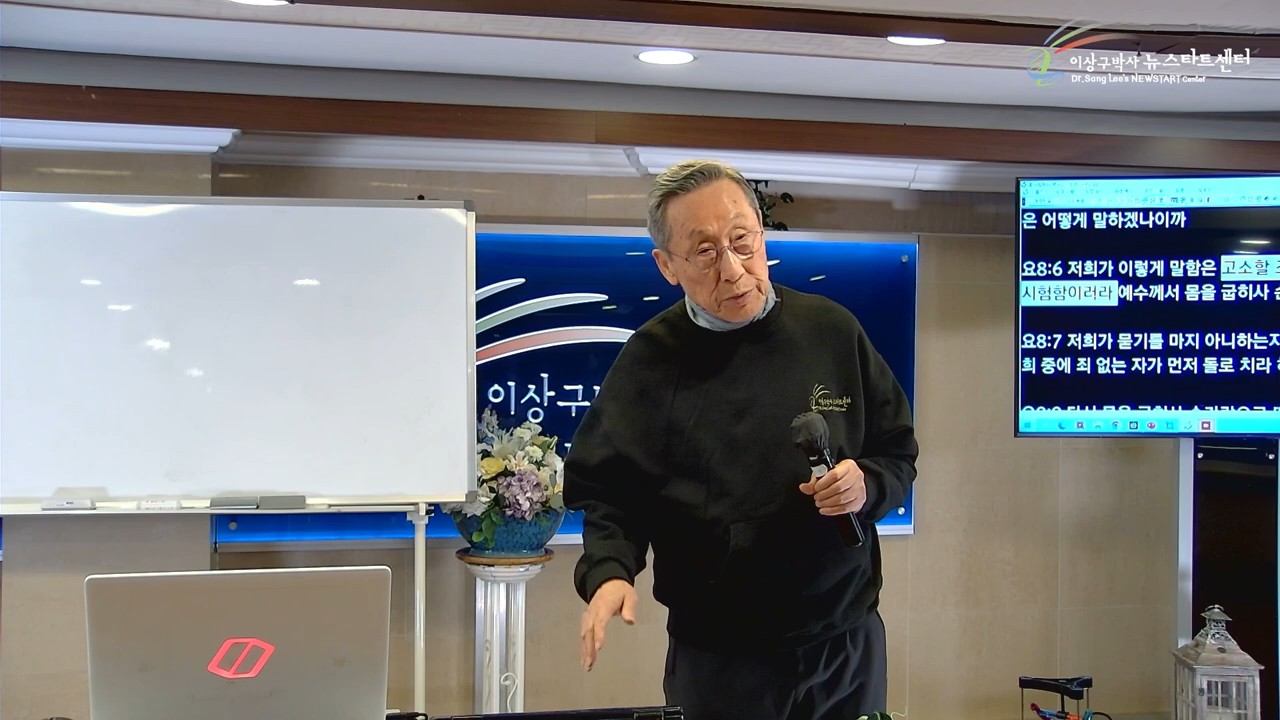 이상구박사 뉴스타트센터
Dr. Sang Lee's NEWSTART Center
은 어떻게 말하겠나이까
요8:6 저희가 이렇게 말함은 고소할
시험함이러라 예수께서 몸을 굽히사
요8:7 저희가 묻기를 마지 아니하는지
희 중에 죄 없는 자가 먼저 돌로 치라
이상구